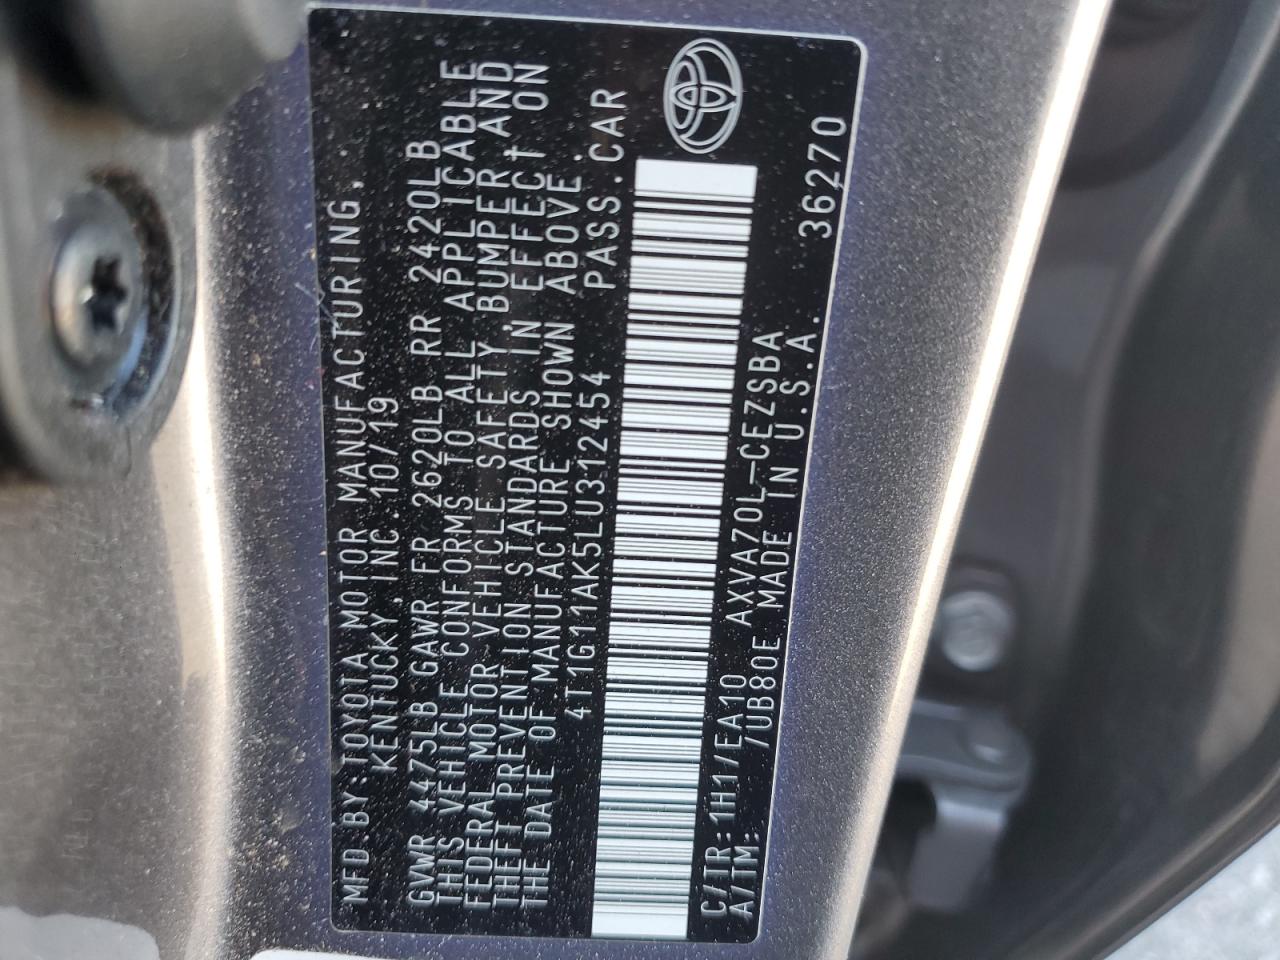 MFD BY:TOYOTA MOTOR MANUFACTURING,
KENTUCKY, INC. 10/19
GVWR 4475LB GAWR FR 2620LB RR 2420LB
THIS VEHICLE CONFORMS TO ALL APPLICABLE
FEDERAL MOTOR VEHICLE SAFETY, BUMPER AND
THEFT PREVENTION STANDARDS IN EFFECT ON
THE DATE OF MANUFACTURE SHOWN ABOVE.
4T1G11AK5LU312454 PASS.CAR
C/TR:1H1/EA10 AXVA70L-CEZSBA 36270
A/TM: 7UB80E MADE IN U.S.A.